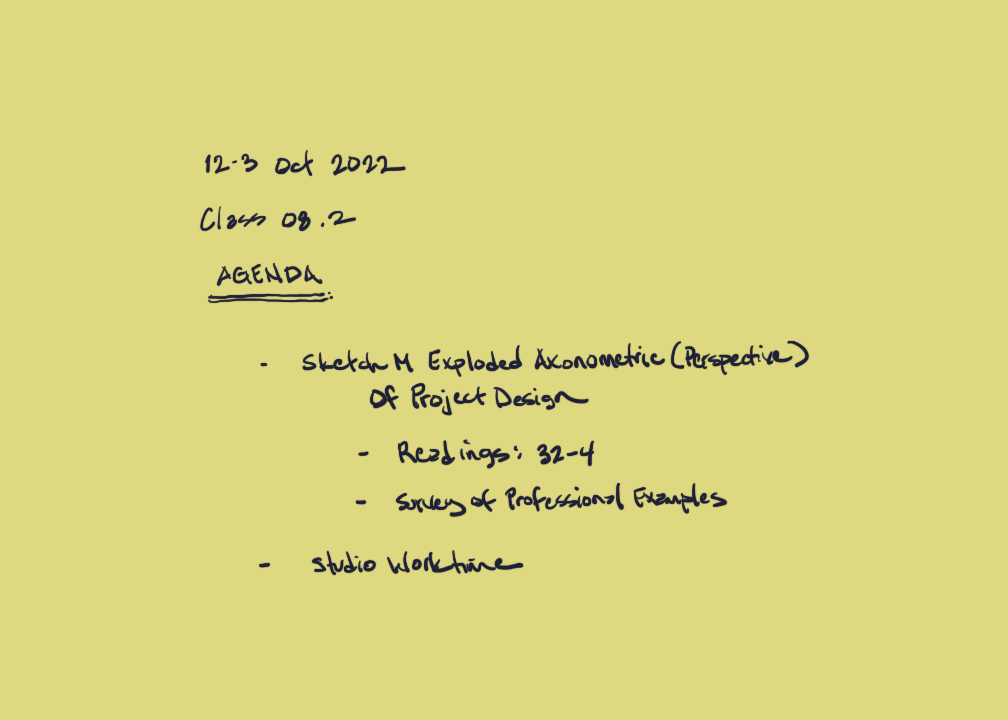 12-3 Oct 2022
Class 08.2
AGENDA
- Sketch M Exploded Axonometric (Perspective)
Of Project Design
- Readings: 32-4
- Survey of Professional Examples
- Studio Worktime